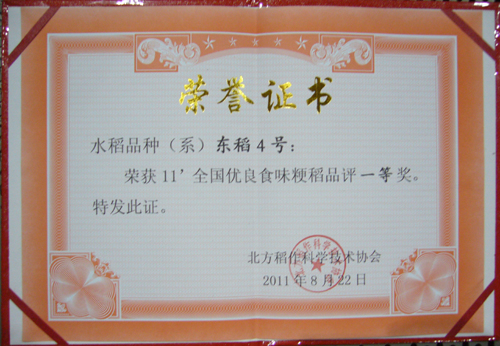 荣誉证书
水稻品种（系）东稻4号：
荣获11’全国优良食味粳稻品评一等奖。
特发此证。
北方稻作科学技术协会
2011年8月22日